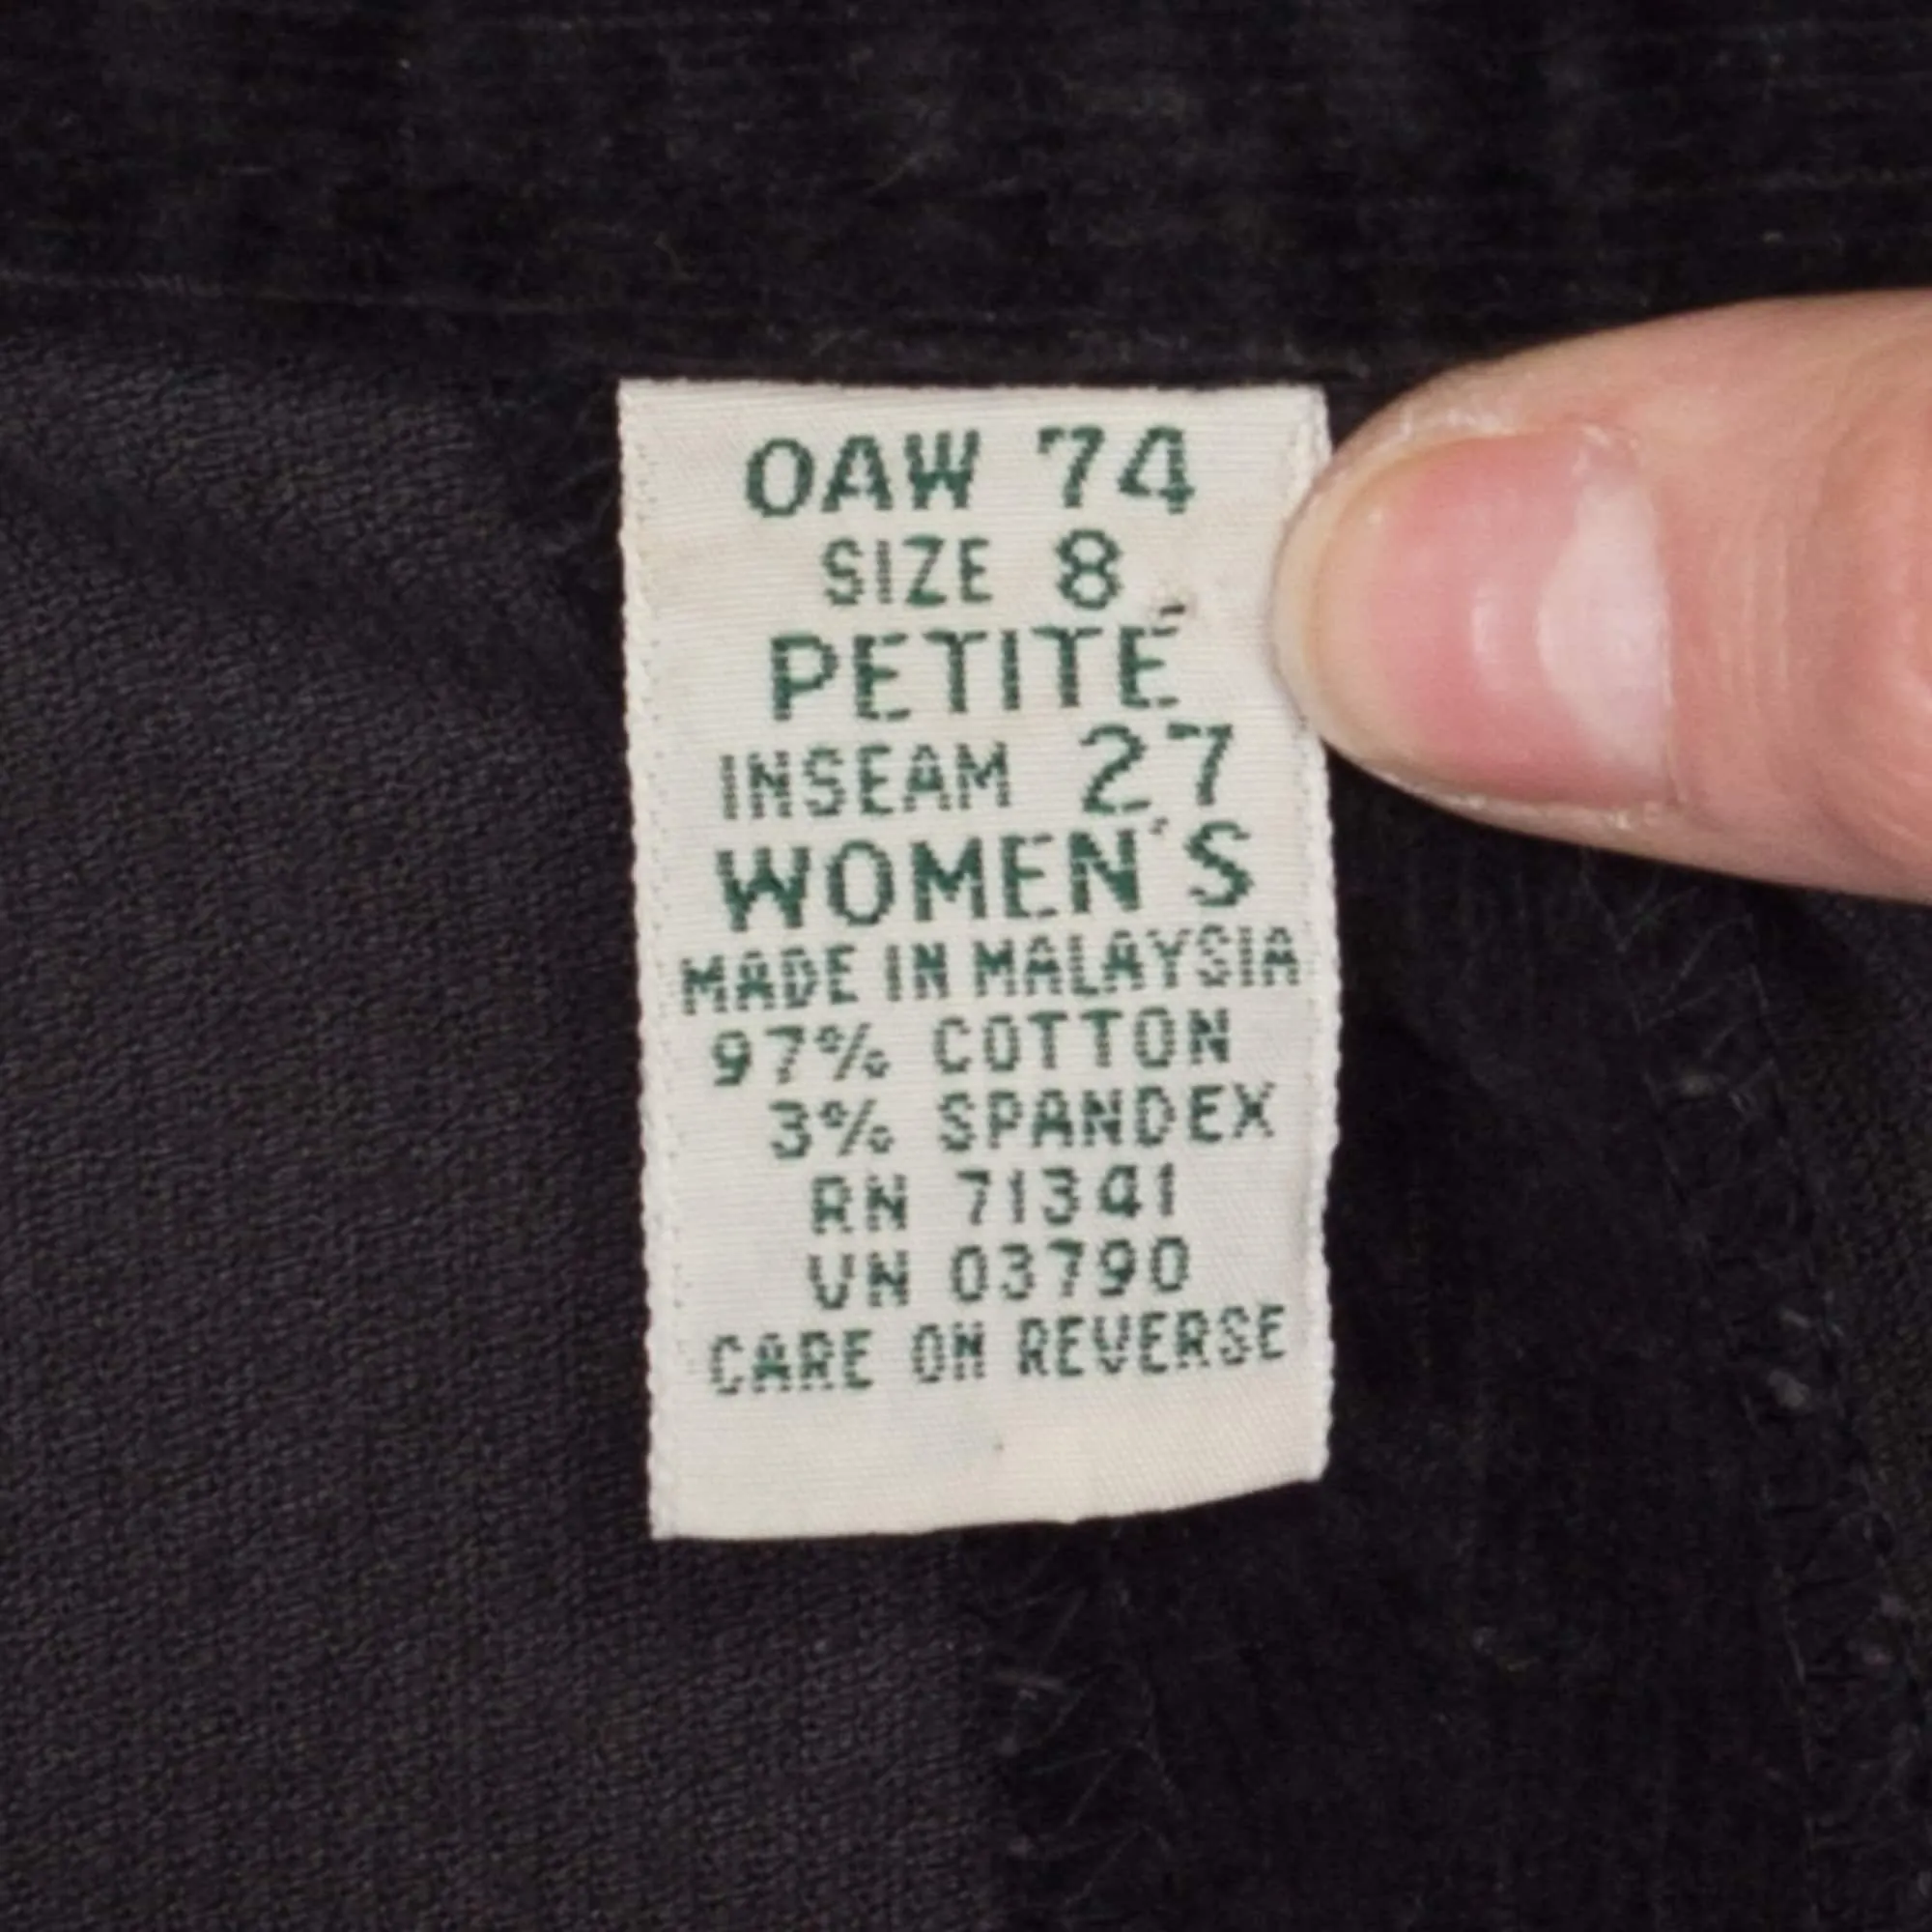 OAW 74
SIZE 8
PETITE
INSEAM 27
WOMEN'S
MADE IN MALAYSIA
97% COTTON
3% SPANDEX
RN 71341
VN 03790
CARE ON REVERSE